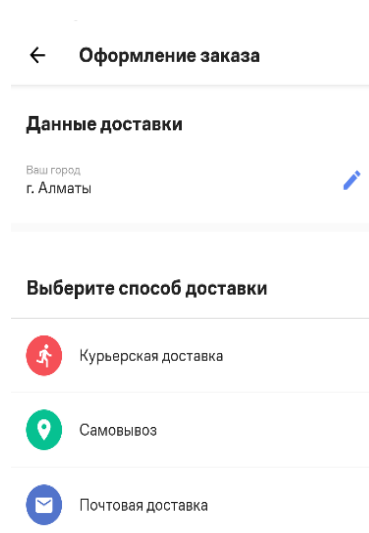 Оформление заказа
Данные доставки
Ваш город
г. Алматы
Выберите способ доставки
Курьерская доставка
Самовывоз
Почтовая доставка